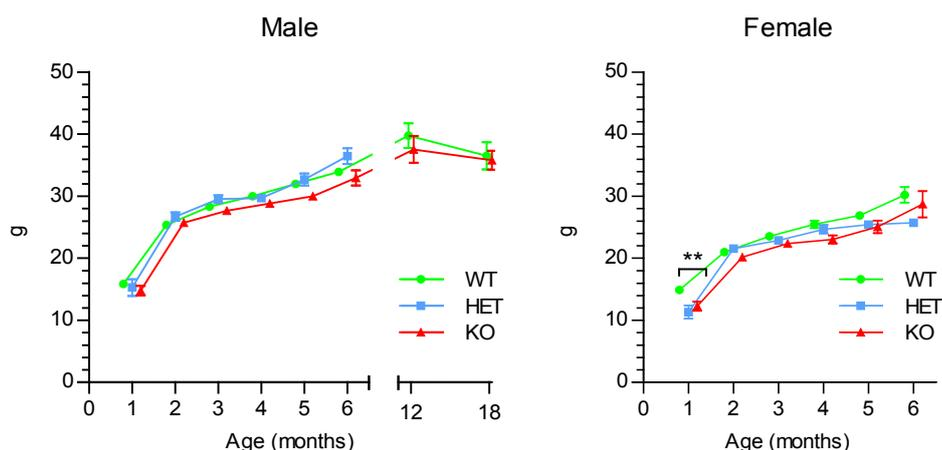 Male
50
40
30
20
10
0
g
0 1 2 3 4 5 6 12 18
Age (months)
WT
HET
KO
Female
50
40
30
20
10
0
g
**
0 1 2 3 4 5 6
Age (months)
WT
HET
KO